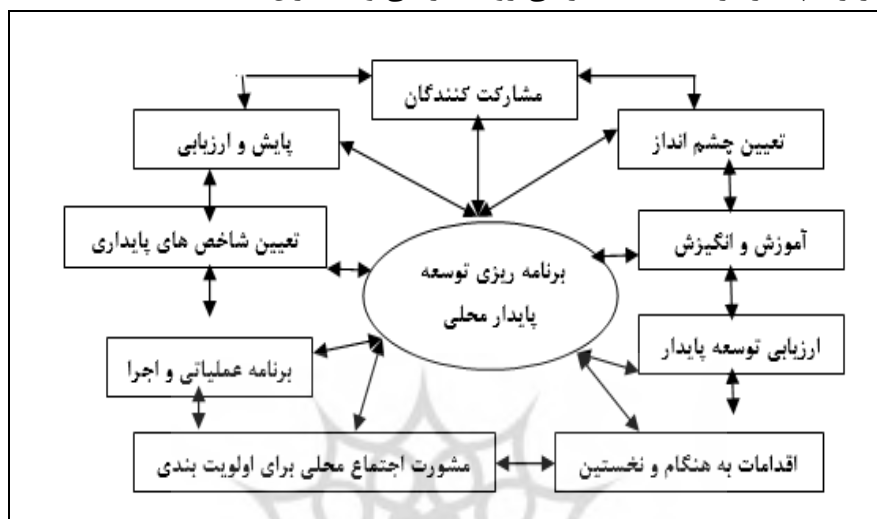 مشارکت کنندگان
تعیین چشم انداز
پایش و ارزیابی
آموزش و انگیزش
تعیین شاخص های پایداری
برنامه ریزی توسعه
پایدار محلی
ارزیابی توسعه پایدار
برنامه عملیاتی و اجرا
اقدامات به هنگام و نخستین
مشورت اجتماع محلی برای اولویت بندی